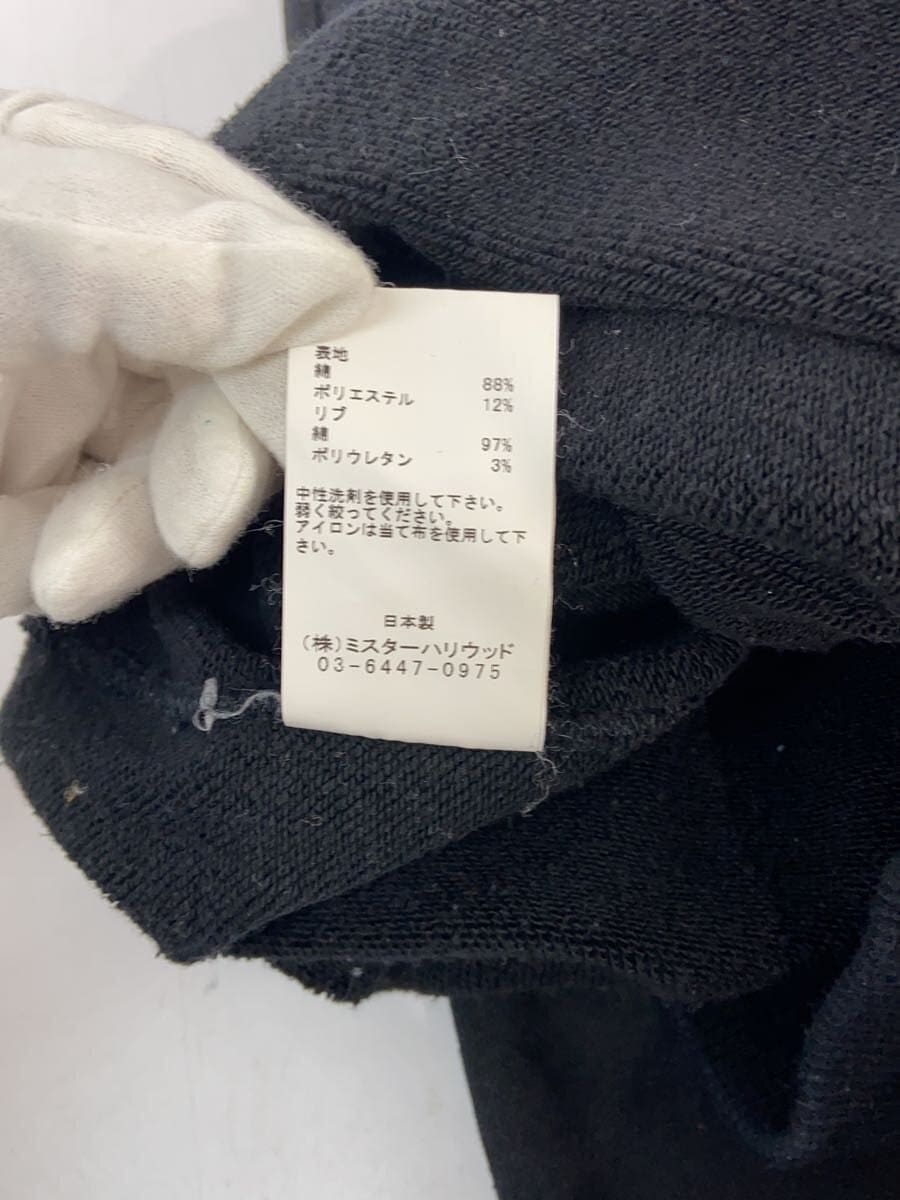 表地
綿 88%
ポリエステル 12%
リブ
綿 97%
ポリウレタン 3%
中性洗剤を使用して下さい。
弱く絞ってください。
アイロンは当て布を使用して下
さい。
日本製
(株)ミスターハリウッド
03-6447-0975